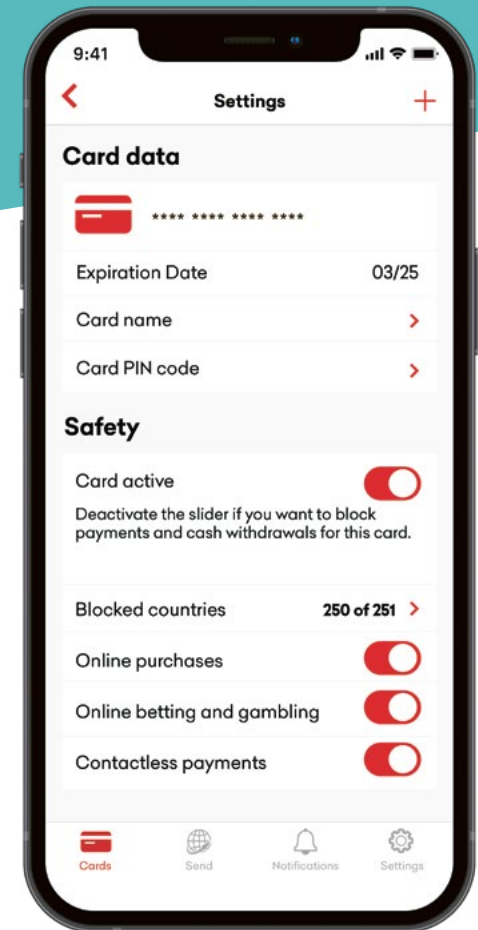 9:41
Settings
Card data
**** **** **** ****
Expiration Date 03/25
Card name
Card PIN code
Safety
Card active
Deactivate the slider if you want to block
payments and cash withdrawals for this card.
Blocked countries 250 of 251
Online purchases
Online betting and gambling
Contactless payments
Cards Send Notifications Settings